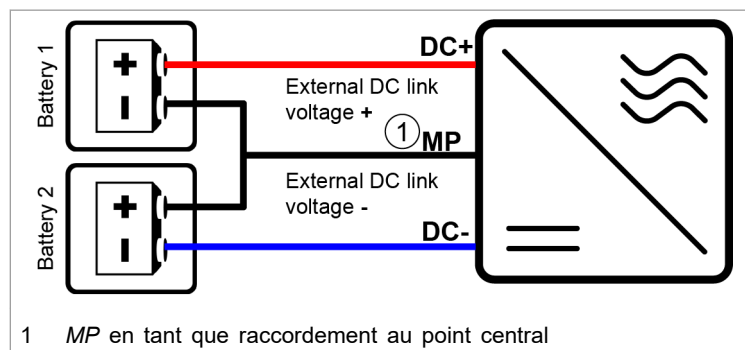 Battery 1
DC+
External DC link
voltage +
1 MP
External DC link
voltage -
Battery 2
DC-
1 MP en tant que raccordement au point central